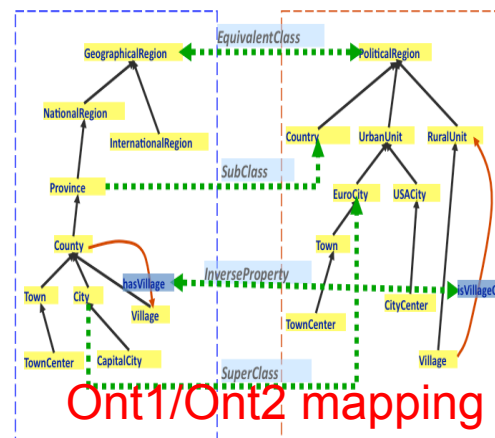 EquivalentClass
GeographicalRegion
PoliticalRegion
NationalRegion
InternationalRegion
Country
UrbanUnit
RuralUnit
Province
SubClass
EuroCity
USACity
County
Town
InverseProperty
hasVillage
isVillageO
Town
City
Village
CityCenter
TownCenter
TownCenter
CapitalCity
Village
SuperClass
Ont1/Ont2 mapping